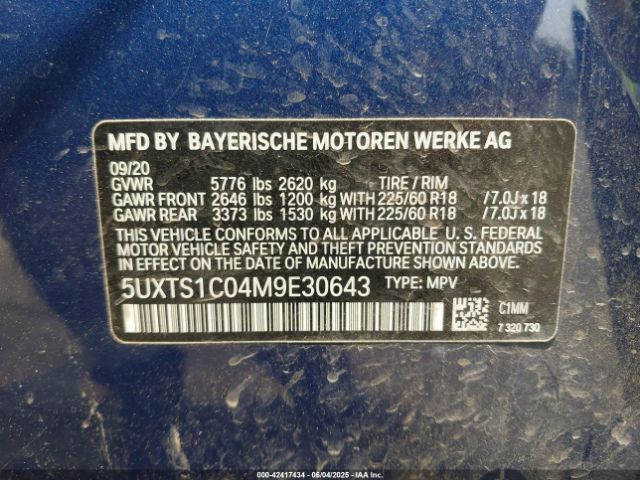 MFD BY BAYERISCHE MOTOREN WERKE AG
09/20
GVWR 5776 lbs 2620 kg TIRE / RIM
GAWR FRONT 2646 lbs 1200 kg WITH 225/60 R18 /7.0J x 18
GAWR REAR 3373 lbs 1530 kg WITH 225/60 R18 /7.0J x 18
THIS VEHICLE CONFORMS TO ALL APPLICABLE U. S. FEDERAL
MOTOR VEHICLE SAFETY AND THEFT PREVENTION STANDARDS
IN EFFECT ON THE DATE OF MANUFACTURE SHOWN ABOVE.
5UXTS1C04M9E30643 TYPE: MPV
C1MM
7 320 730
000-42417434 - 06/04/2025 - IAA Inc.